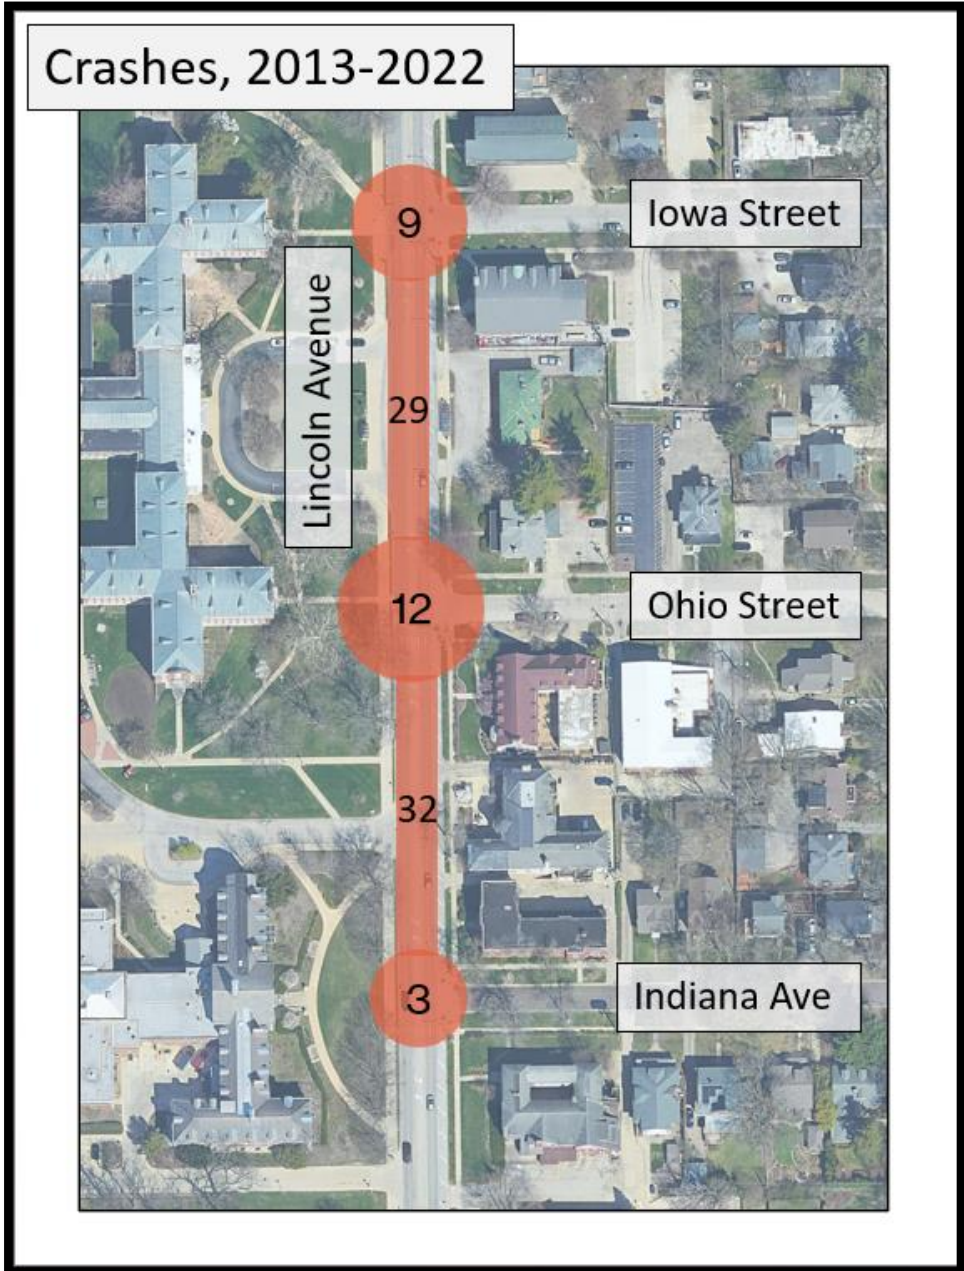 Crashes, 2013-2022
9
Iowa Street
Lincoln Avenue
29
12
Ohio Street
32
3
Indiana Ave